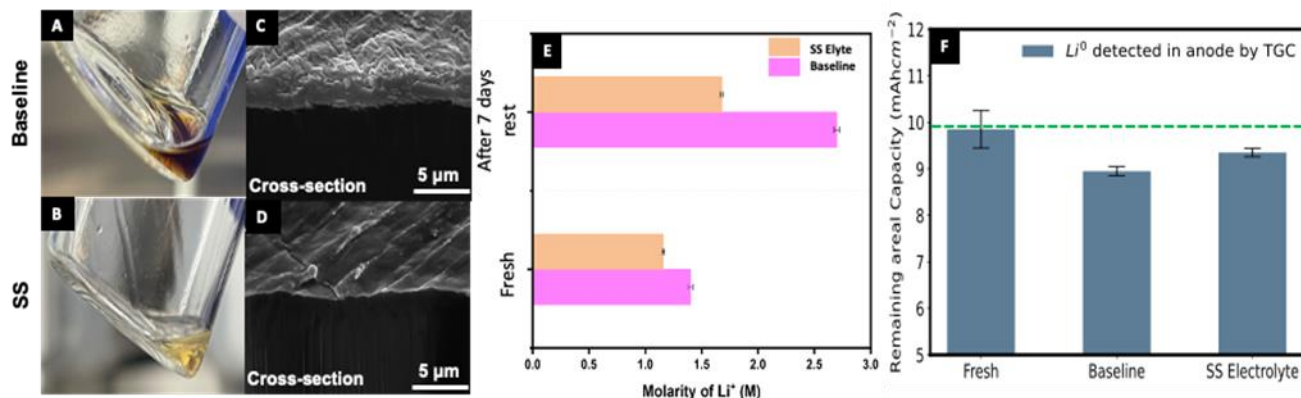 Baseline
SS
A
B
C
Cross-section
5 µm
D
Cross-section
5 µm
E
SS Elyte
Baseline
After 7 days
rest
Fresh
0.0 0.5 1.0 1.5 2.0 2.5 3.0
Molarity of Li⁺ (M)
F
Li⁰ detected in anode by TGC
Remaining areal Capacity (mAhcm⁻²)
12
11
10
9
8
7
6
5
Fresh Baseline SS Electrolyte